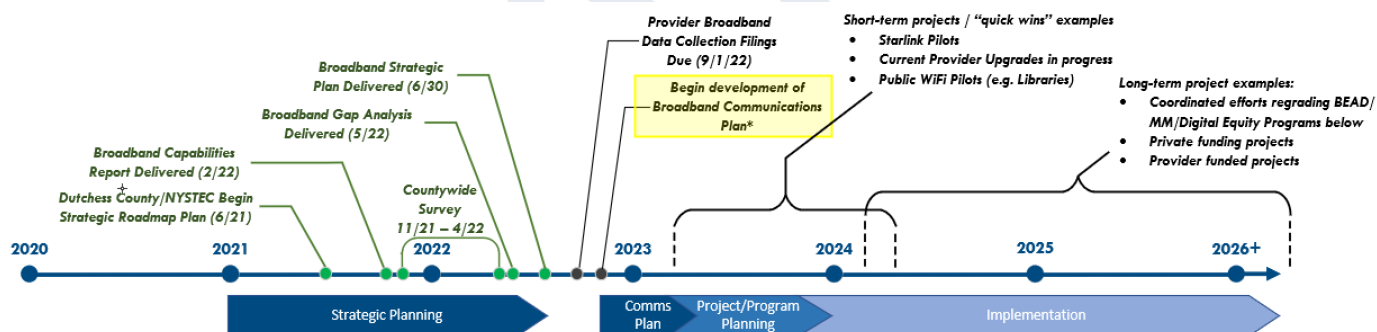 Provider Broadband
Data Collection Filings
Due (9/1/22)
Short-term projects / “quick wins” examples
• Starlink Pilots
• Current Provider Upgrades in progress
• Public WiFi Pilots (e.g. Libraries)
Broadband Strategic
Plan Delivered (6/30)
Begin development of
Broadband Communications
Plan*
Long-term project examples:
• Coordinated efforts regrading BEAD/
MM/Digital Equity Programs below
• Private funding projects
• Provider funded projects
Broadband Gap Analysis
Delivered (5/22)
Broadband Capabilities
Report Delivered (2/22)
Dutchess County/NYSTEC Begin
Strategic Roadmap Plan (6/21)
Countywide
Survey
11/21 – 4/22
2020
2021
2022
2023
2024
2025
2026+
Strategic Planning
Comms
Plan
Project/Program
Planning
Implementation